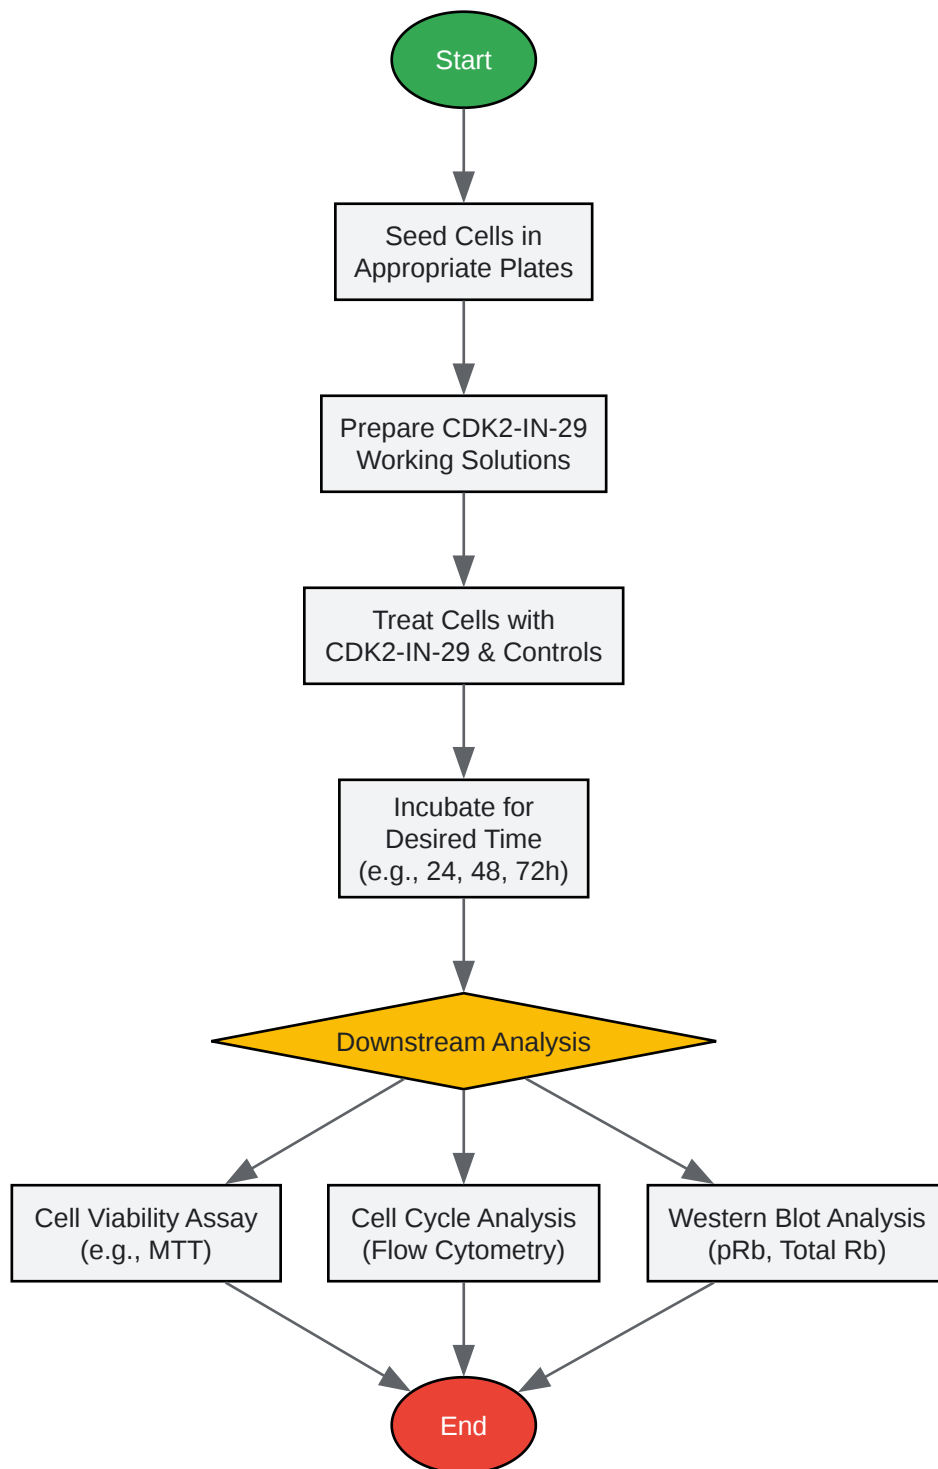 Start
Seed Cells in
Appropriate Plates
Prepare CDK2-IN-29
Working Solutions
Treat Cells with
CDK2-IN-29 & Controls
Incubate for
Desired Time
(e.g., 24, 48, 72h)
Downstream Analysis
Cell Viability Assay
(e.g., MTT)
Cell Cycle Analysis
(Flow Cytometry)
Western Blot Analysis
(pRb, Total Rb)
End